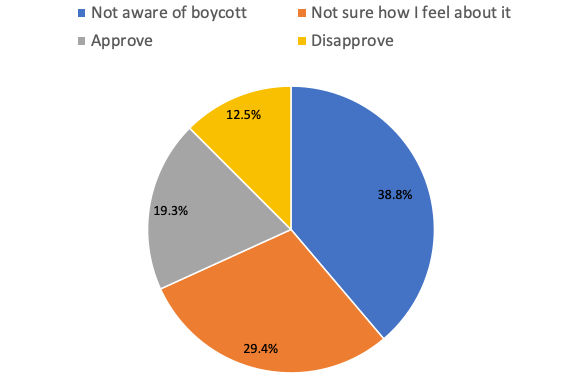 Not aware of boycott
Not sure how I feel about it
Approve
Disapprove
12.5%
38.8%
19.3%
29.4%